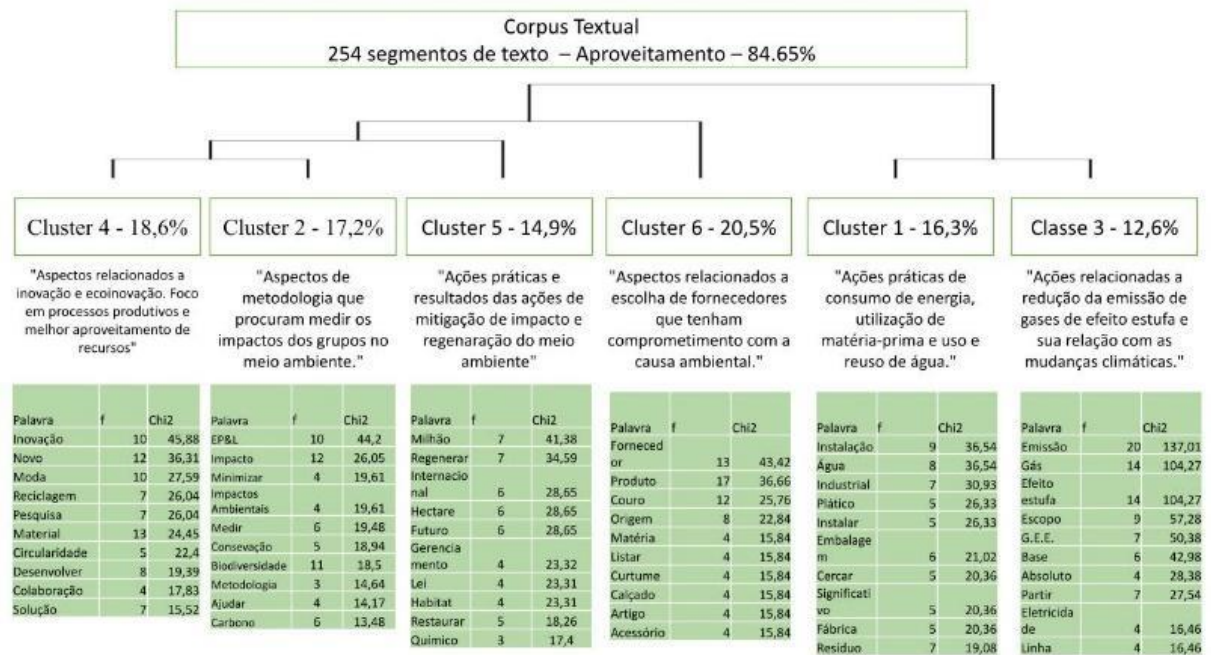 Corpus Textual
254 segmentos de texto – Aproveitamento – 84.65%
Cluster 4 - 18,6%
"Aspectos relacionados a
inovação e ecoinovação. Foco
em processos produtivos e
melhor aproveitamento de
recursos"
Palavra f Chi2
Inovação 10 45,88
Novo 12 36,31
Moda 10 27,59
Reciclagem 7 26,04
Pesquisa 7 26,04
Material 13 24,45
Circularidade 5 22,4
Desenvolver 8 19,39
Colaboração 4 17,83
Solução 7 15,52
Cluster 2 - 17,2%
"Aspectos de
metodologia que
procuram medir os
impactos dos grupos no
meio ambiente."
Palavra f Chi2
EP&L 10 44,2
Impacto 12 26,05
Minimizar 4 19,61
Impactos
Ambientais 4 19,61
Medir 6 19,48
Consevação 5 18,94
Biodiversidade 11 18,5
Metodologia 3 14,64
Ajudar 4 14,17
Carbono 6 13,48
Cluster 5 - 14,9%
"Ações práticas e
resultados das ações de
mitigação de impacto e
regenaração do meio
ambiente"
Palavra f Chi2
Milhão 7 41,38
Regenerar 7 34,59
Internacio
nal 6 28,65
Hectare 6 28,65
Futuro 6 28,65
Gerencia
mento 4 23,32
Lei 4 23,31
Habitat 4 23,31
Restaurar 5 18,26
Químico 3 17,4
Cluster 6 - 20,5%
"Aspectos relacionados a
escolha de fornecedores
que tenham
comprometimento com a
causa ambiental."
Palavra f Chi2
Forneced
or 13 43,42
Produto 17 36,66
Couro 12 25,76
Origem 8 22,84
Matéria 4 15,84
Listar 4 15,84
Curtume 4 15,84
Calçado 4 15,84
Artigo 4 15,84
Acessório 4 15,84
Cluster 1 - 16,3%
"Ações práticas de
consumo de energia,
utilização de
matéria-prima e uso e
reuso de água."
Palavra f Chi2
Instalação 9 36,54
Água 8 36,54
Industrial 7 30,93
Plático 5 26,33
Instalar 5 26,33
Embalage
m 6 21,02
Cercar 5 20,36
Significati
vo 5 20,36
Fábrica 5 20,36
Resíduo 7 19,08
Classe 3 - 12,6%
"Ações relacionadas a
redução da emissão de
gases de efeito estufa e
sua relação com as
mudanças climáticas."
Palavra f Chi2
Emissão 20 137,01
Gás 14 104,27
Efeito
estufa 14 104,27
Escopo 9 57,28
G.E.E. 7 50,38
Base 6 42,98
Absoluto 4 28,38
Partir 7 27,54
Eletricida
de 4 16,46
Linha 4 16,46